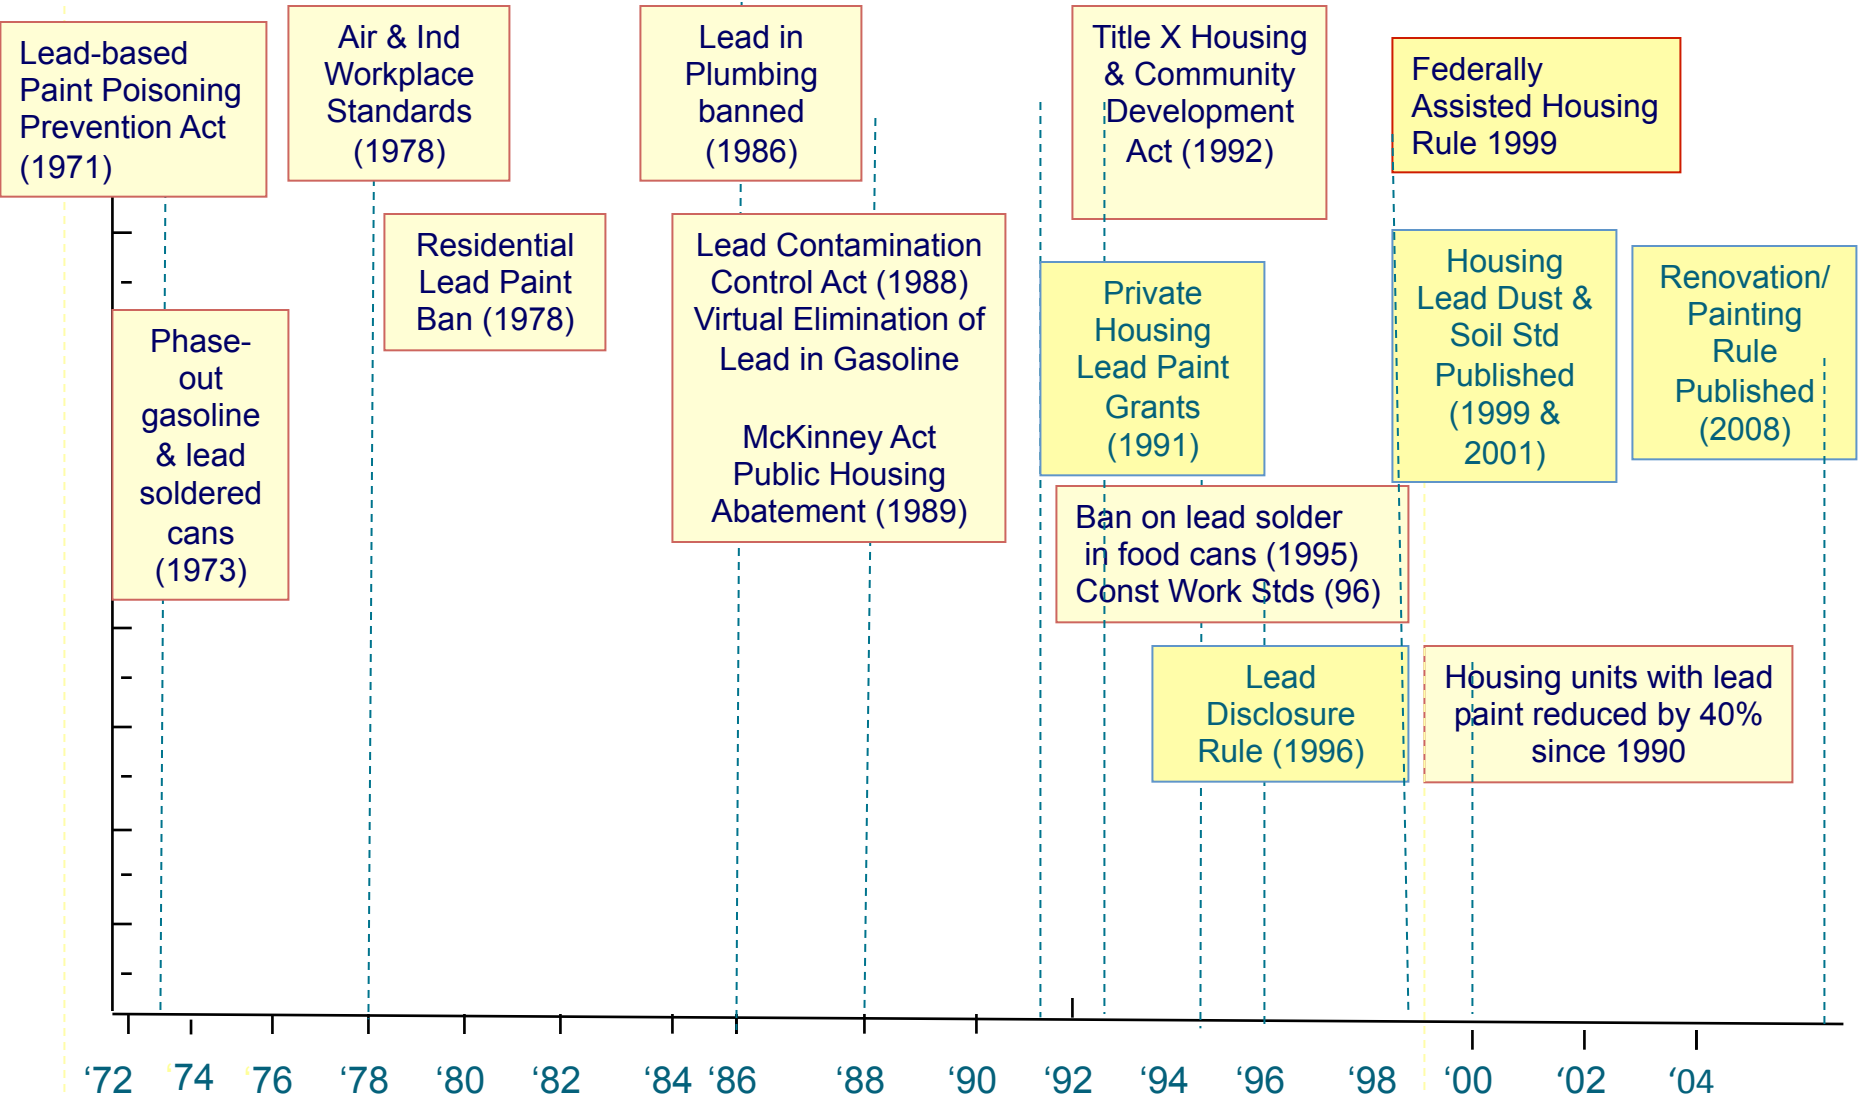 Lead-based
Paint Poisoning
Prevention Act
(1971)
Air & Ind
Workplace
Standards
(1978)
Lead in
Plumbing
banned
(1986)
Title X Housing
& Community
Development
Act (1992)
Federally
Assisted Housing
Rule 1999
Residential
Lead Paint
Ban (1978)
Lead Contamination
Control Act (1988)
Virtual Elimination of
Lead in Gasoline
McKinney Act
Public Housing
Abatement (1989)
Private
Housing
Lead Paint
Grants
(1991)
Housing
Lead Dust &
Soil Std
Published
(1999 &
2001)
Renovation/
Painting
Rule
Published
(2008)
Phase-
out
gasoline
& lead
soldered
cans
(1973)
Ban on lead solder
in food cans (1995)
Const Work Stds (96)
Lead
Disclosure
Rule (1996)
Housing units with lead
paint reduced by 40%
since 1990
‘72 ‘74 ‘76 ‘78 ‘80 ‘82 ‘84 ‘86 ‘88 ‘90 ‘92 ‘94 ‘96 ‘98 ‘00 ‘02 ‘04